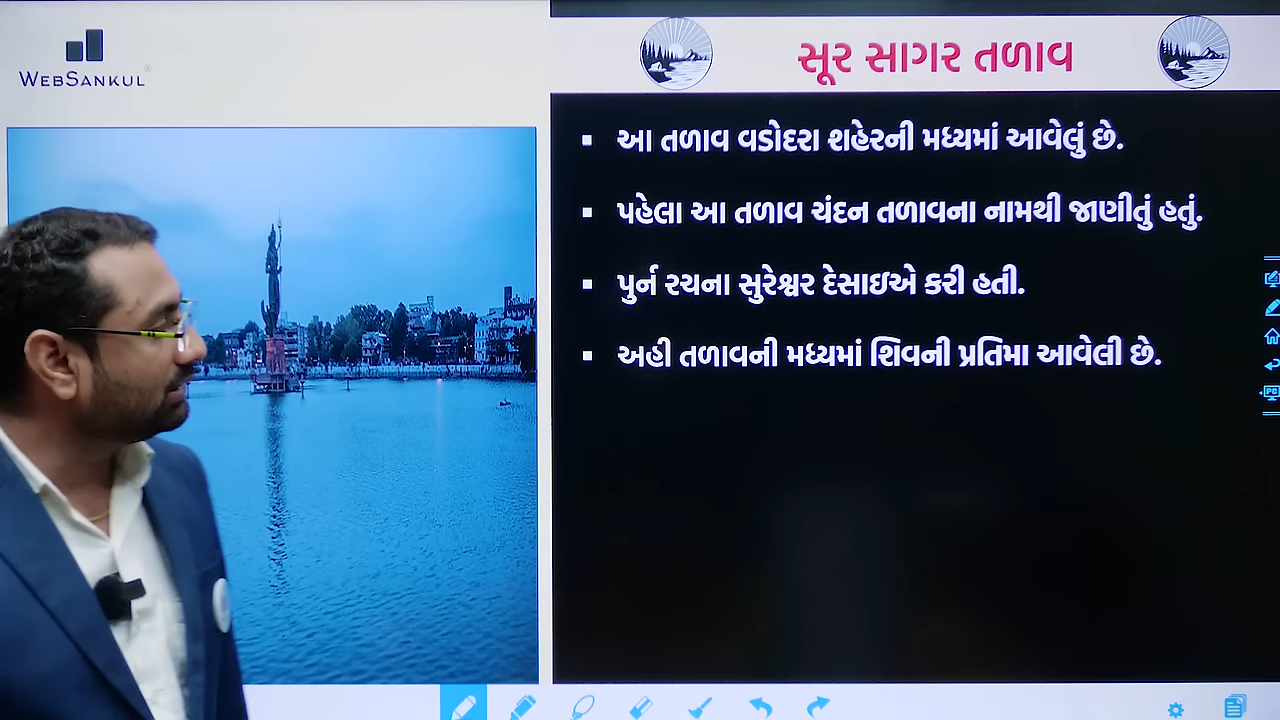 WEBSANKUL
સૂર સાગર તળાવ
▪ આ તળાવ વડોદરા શહેરની મધ્યમાં આવેલું છે.
▪ પહેલા આ તળાવ ચંદન તળાવના નામથી જાણીતું હતું.
▪ પુર્ન રચના સુરેશ્વર દેસાઇએ કરી હતી.
▪ અહી તળાવની મધ્યમાં શિવની પ્રતિમા આવેલી છે.
PC